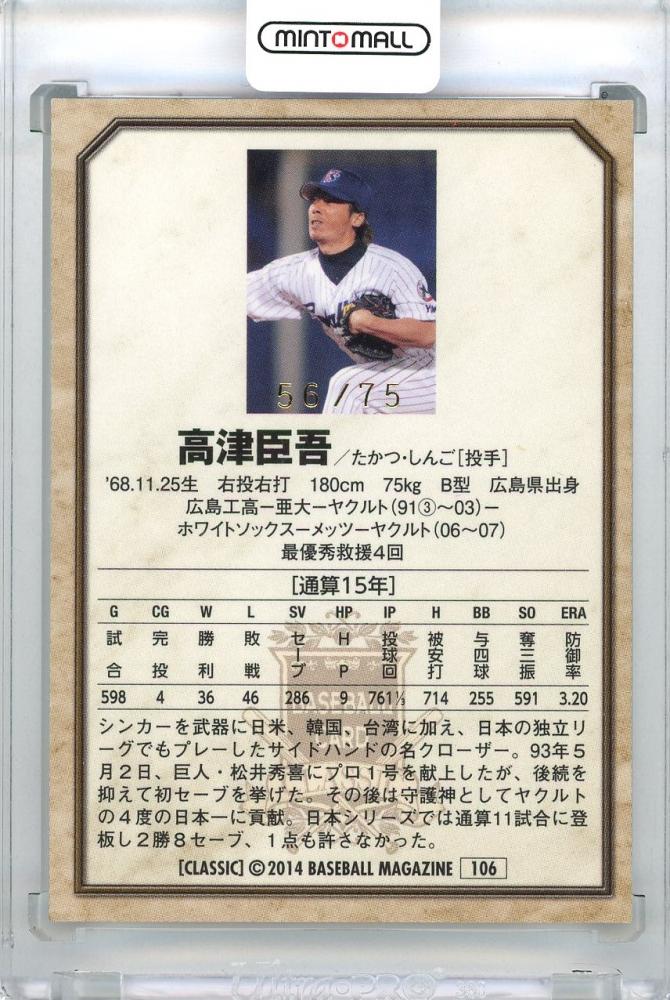 MINTMALL
56/75
高津臣吾／たかつ・しんご［投手］
'68.11.25生 右投右打 180cm 75kg B型 広島県出身
広島工高ー亜大ーヤクルト（91③〜03）ー
ホワイトソックスーメッツーヤクルト（06〜07）
最優秀救援4回
［通算15年］
G CG W L SV HP IP H BB SO ERA
試合 完投 勝利 敗戦 セーブ HP 投球回 被安打 与四球 奪三振 防御率
598 4 36 46 286 9 761⅓ 714 255 591 3.20
シンカーを武器に日米、韓国、台湾に加え、日本の独立リ
ーグでもプレーしたサイドハンドの名クローザー。93年5
月2日、巨人・松井秀喜にプロ1号を献上したが、後続を
抑えて初セーブを挙げた。その後は守護神としてヤクルト
の4度の日本一に貢献。日本シリーズでは通算11試合に登
板し2勝8セーブ、1点も許さなかった。
[CLASSIC] ©2014 BASEBALL MAGAZINE 106
Ultra PRO